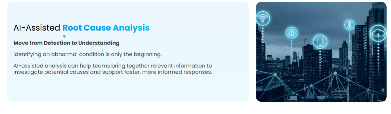 AI-Assisted Root Cause Analysis
Move from Detection to Understanding
Identifying an abnormal condition is only the beginning.
AI-assisted analysis can help teams bring together relevant information to
investigate potential causes and support faster, more informed responses.